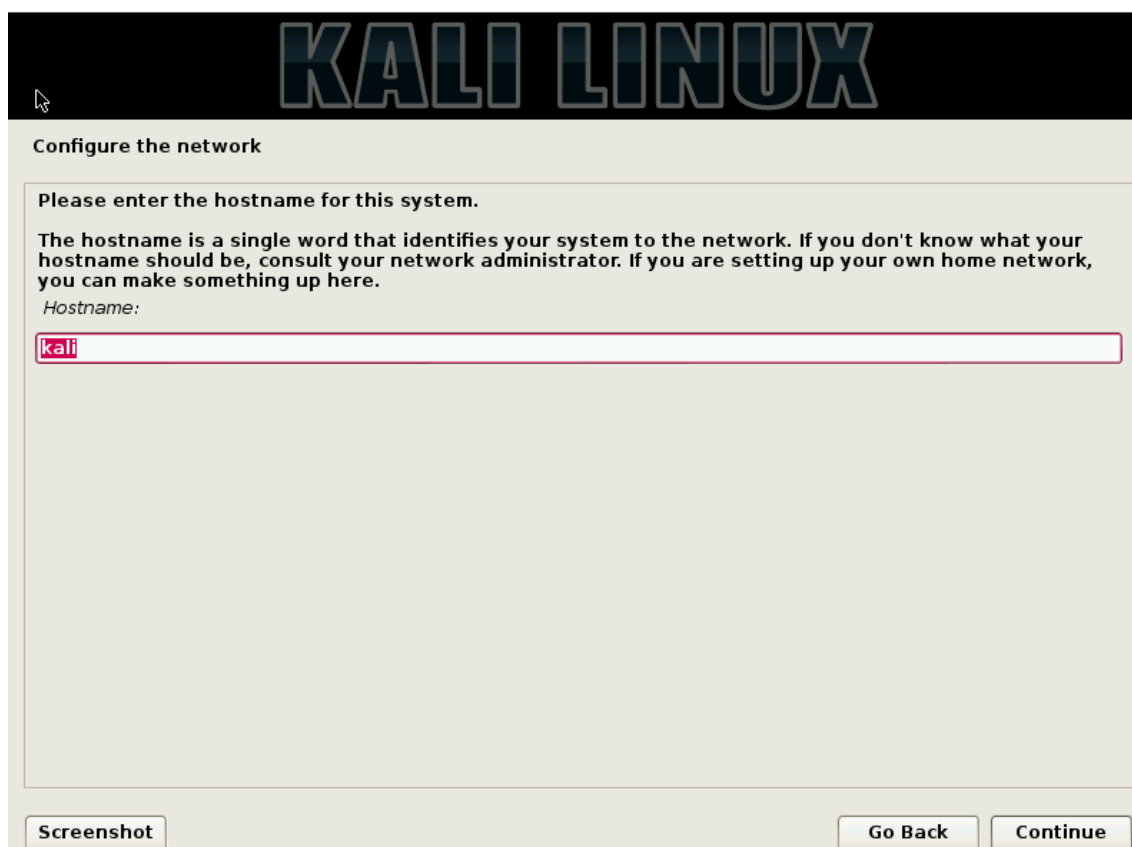 KALI LINUX
Configure the network
Please enter the hostname for this system.
The hostname is a single word that identifies your system to the network. If you don't know what your
hostname should be, consult your network administrator. If you are setting up your own home network,
you can make something up here.
Hostname:
kali
Screenshot
Go Back
Continue